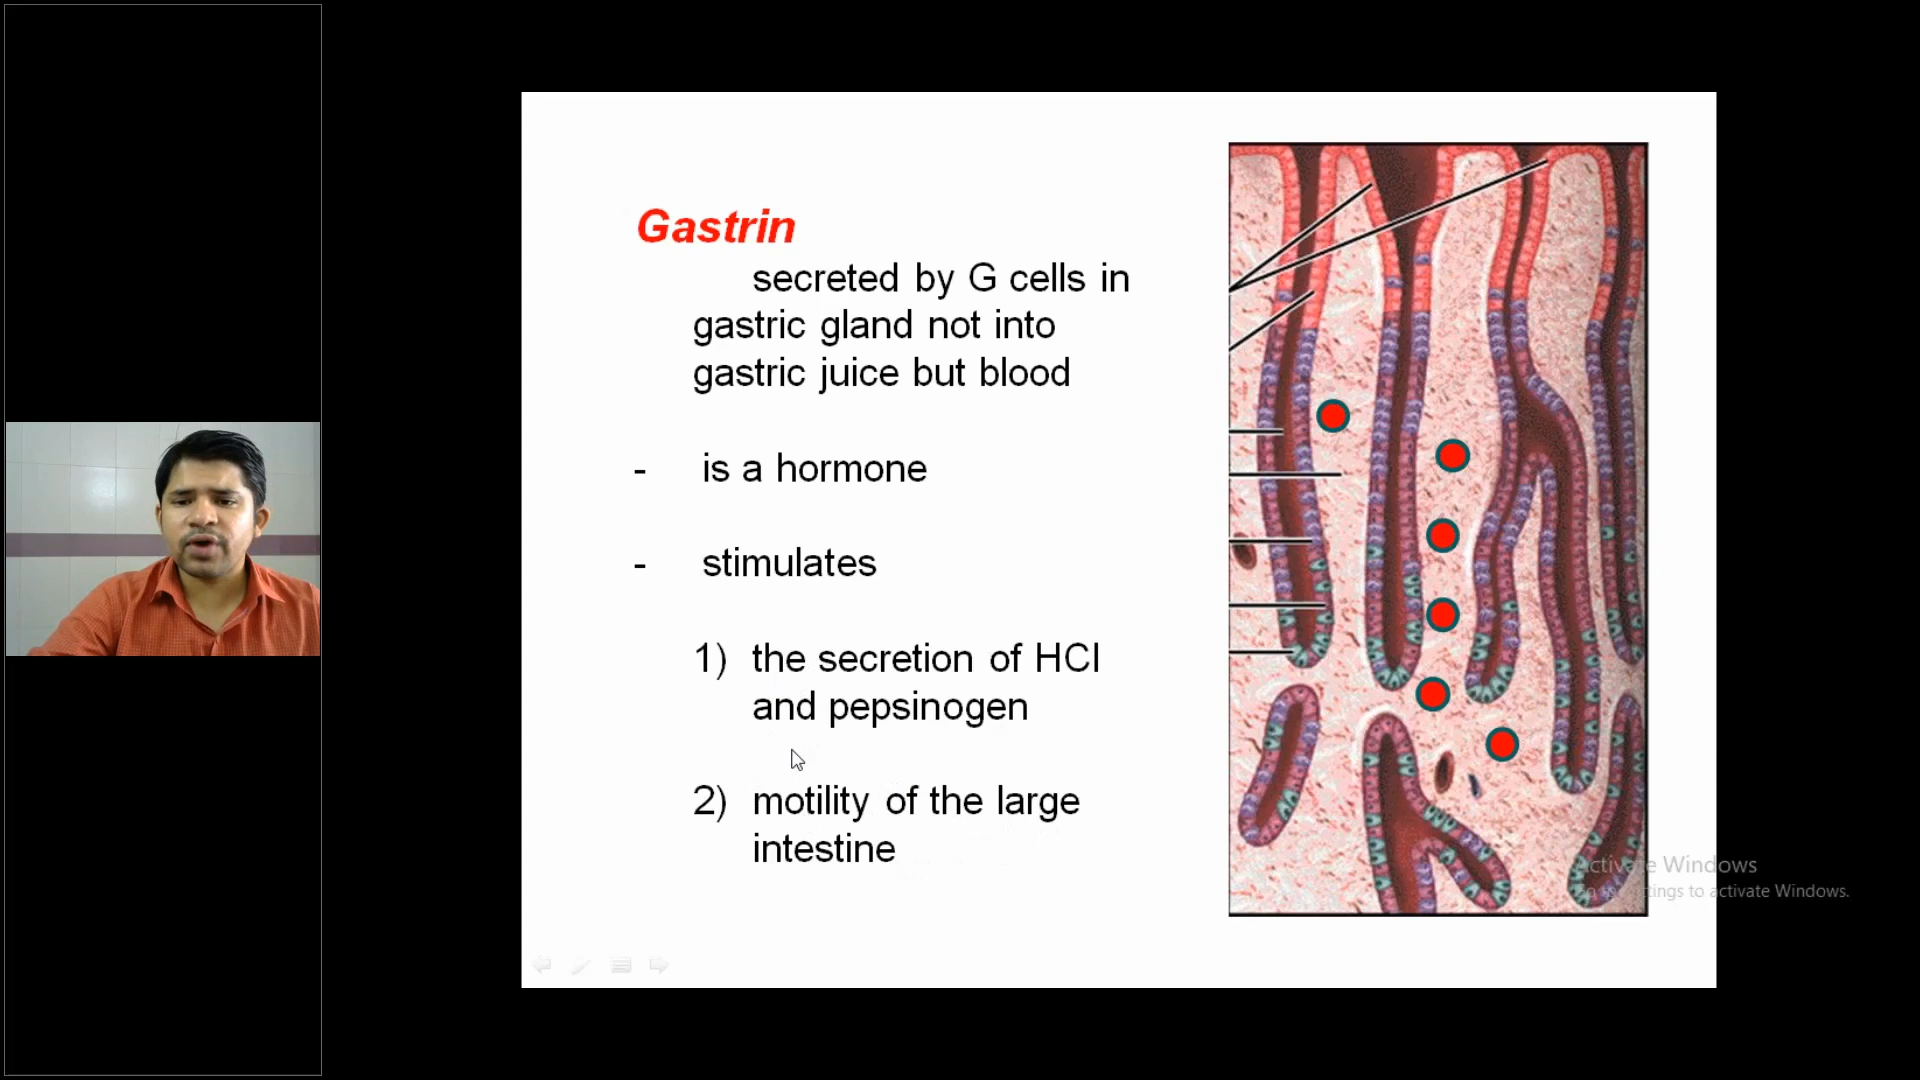 Gastrin
secreted by G cells in
gastric gland not into
gastric juice but blood
- is a hormone
- stimulates
1) the secretion of HCl
and pepsinogen
2) motility of the large
intestine
Activate Windows
to activate Windows.